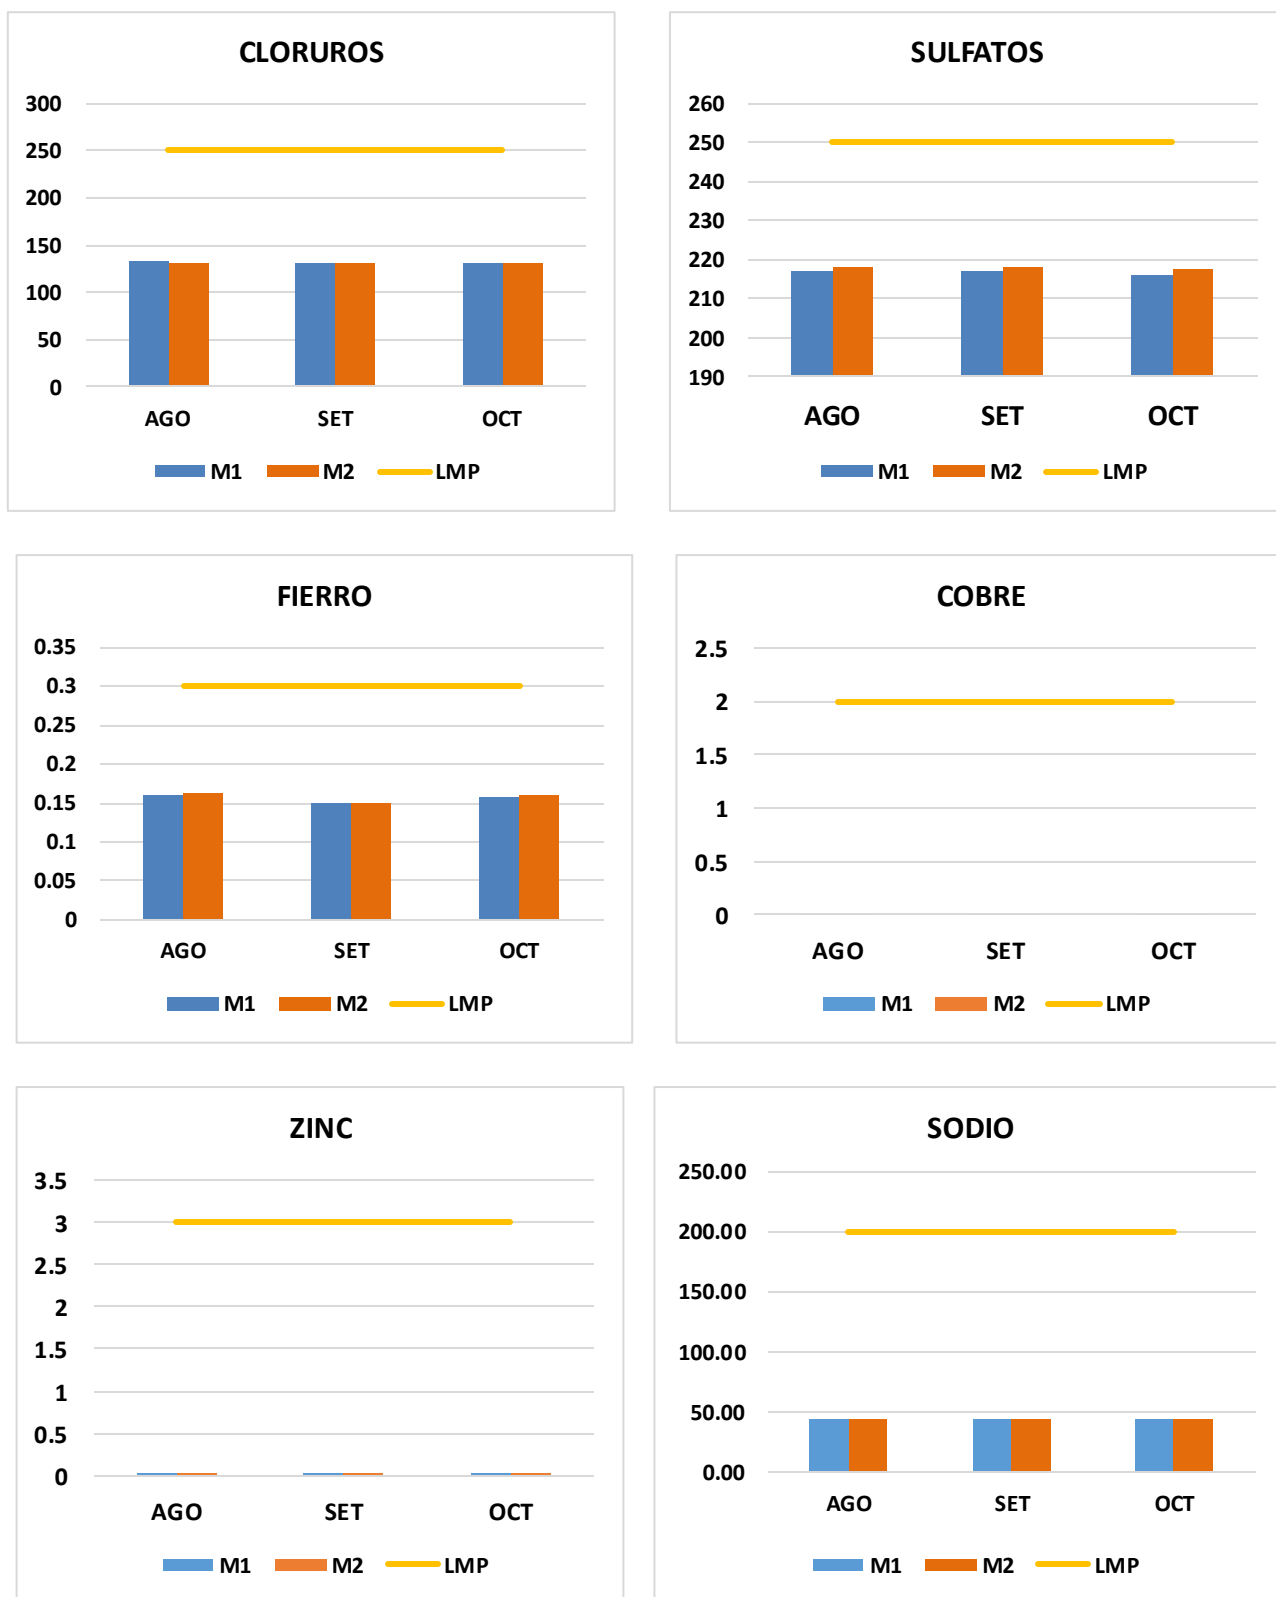 CLORUROS
300
250
200
150
100
50
0
AGO SET OCT
M1 M2 LMP
SULFATOS
260
250
240
230
220
210
200
190
AGO SET OCT
M1 M2 LMP
FIERRO
0.35
0.3
0.25
0.2
0.15
0.1
0.05
0
AGO SET OCT
M1 M2 LMP
COBRE
2.5
2
1.5
1
0.5
0
AGO SET OCT
M1 M2 LMP
ZINC
3.5
3
2.5
2
1.5
1
0.5
0
AGO SET OCT
M1 M2 LMP
SODIO
250.00
200.00
150.00
100.00
50.00
0.00
AGO SET OCT
M1 M2 LMP